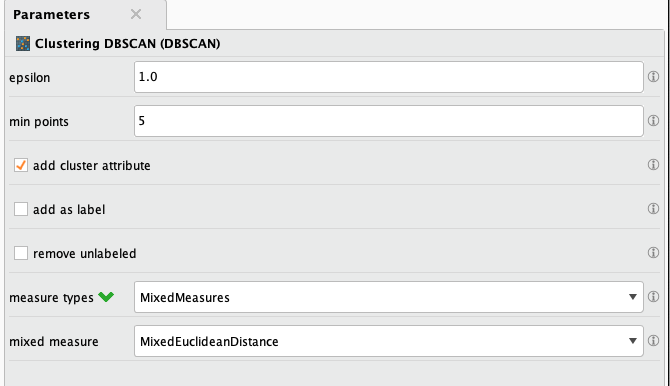 Parameters
Clustering DBSCAN (DBSCAN)
epsilon 1.0
min points 5
add cluster attribute
add as label
remove unlabeled
measure types MixedMeasures
mixed measure MixedEuclideanDistance